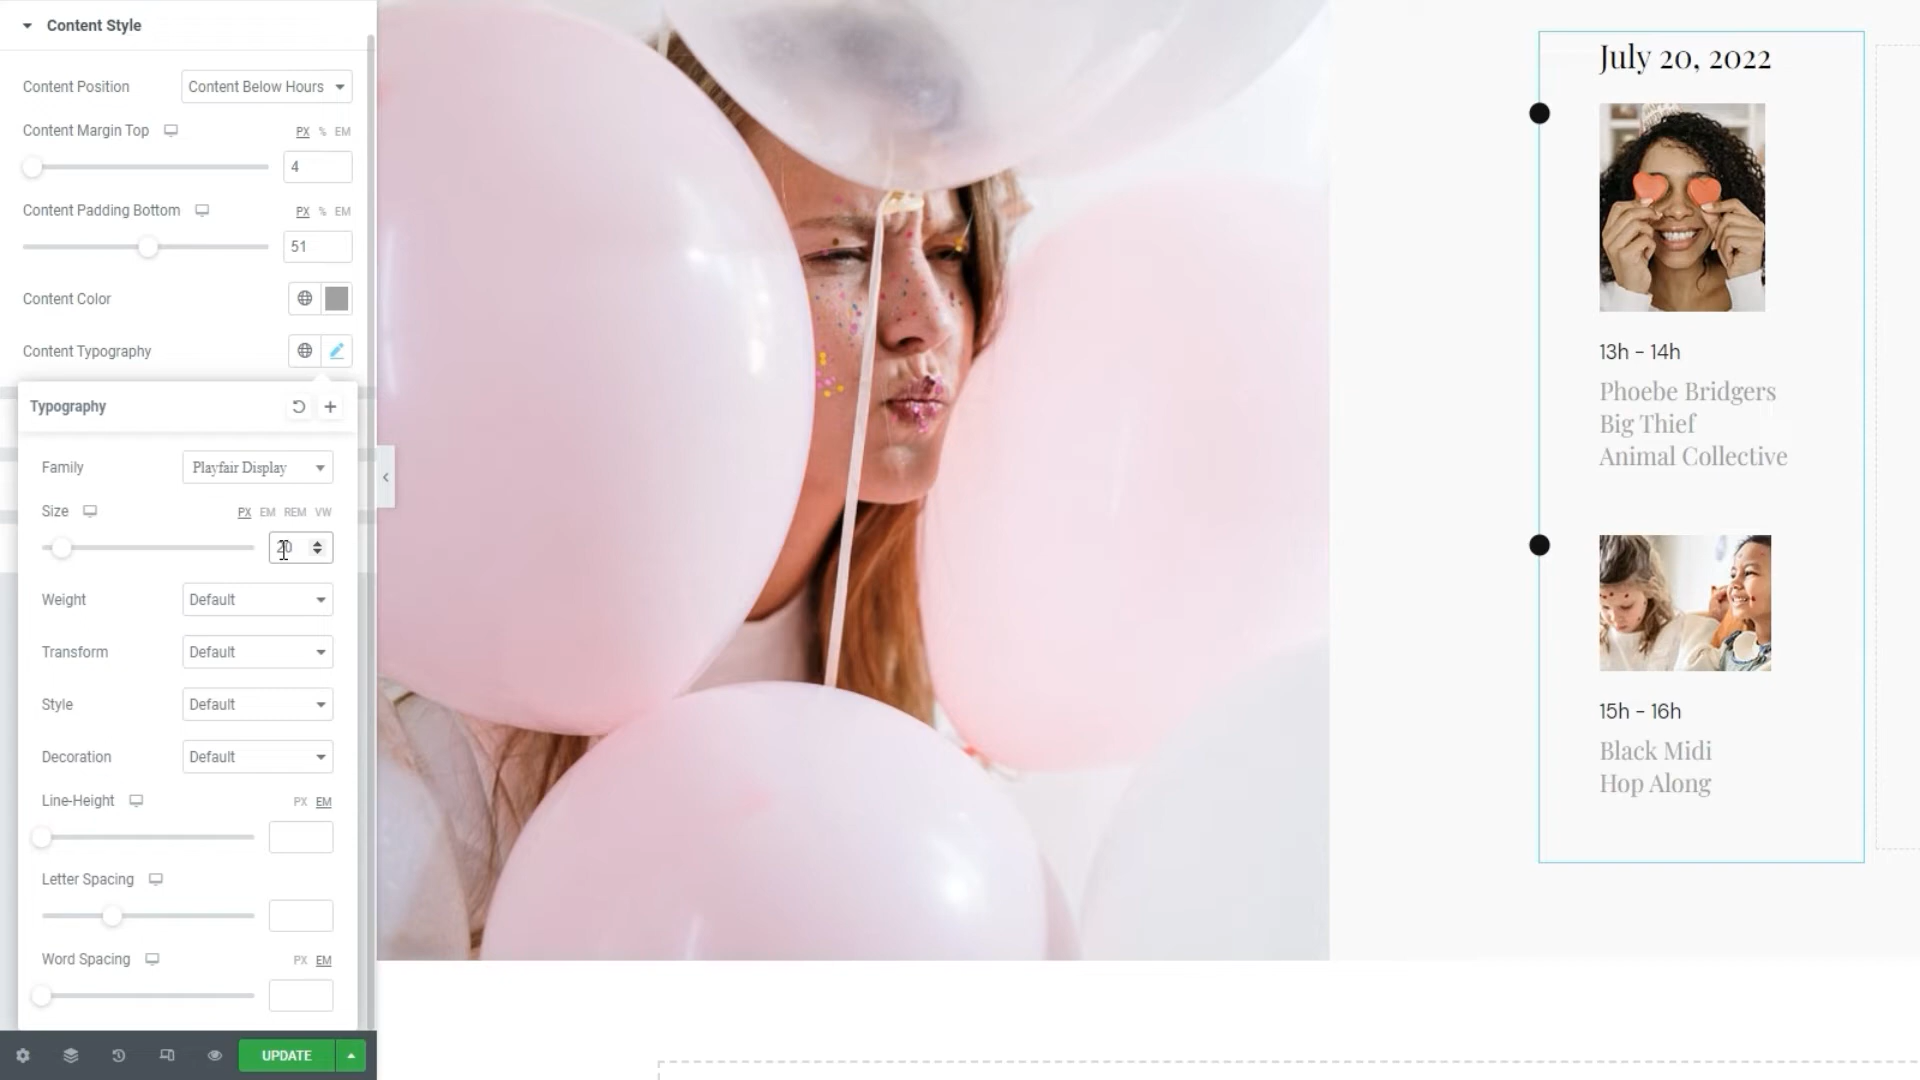 Content Style
Content Position Content Below Hours
Content Margin Top PX % EM
4
Content Padding Bottom PX % EM
51
Content Color
Content Typography
Typography
Family Playfair Display
Size PX EM REM VW
20
Weight Default
Transform Default
Style Default
Decoration Default
Line-Height PX EM
Letter Spacing
Word Spacing PX EM
UPDATE
July 20, 2022
13h - 14h
Phoebe Bridgers
Big Thief
Animal Collective
15h - 16h
Black Midi
Hop Along